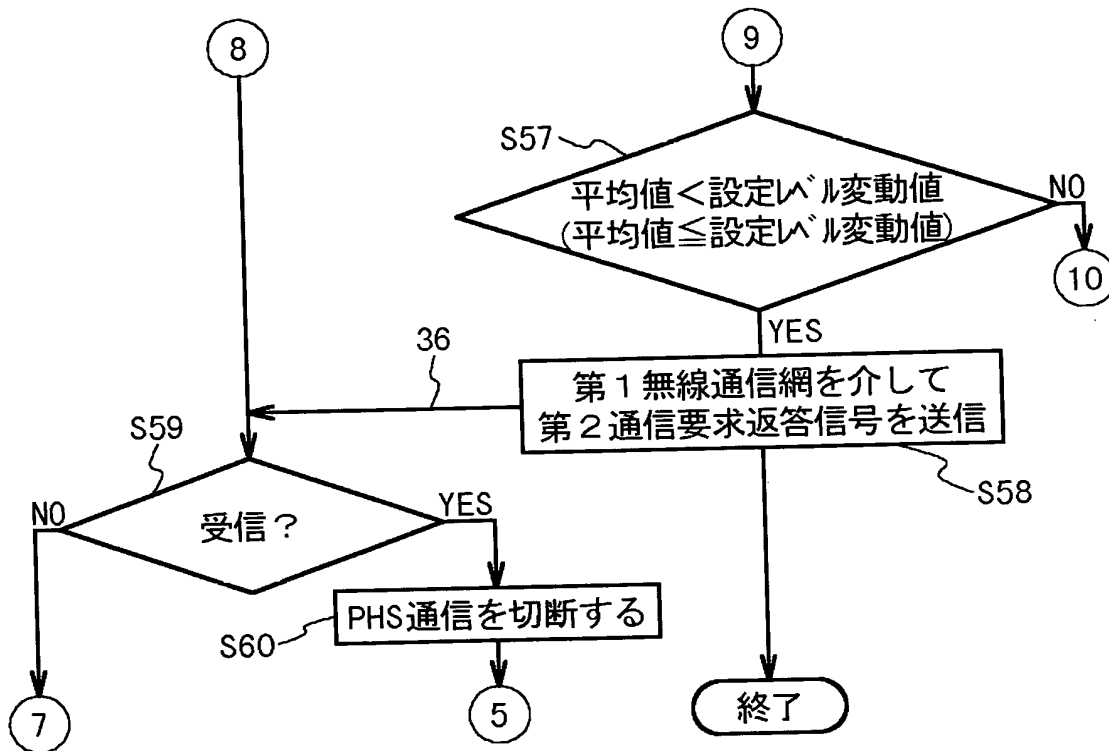 8
9
S57
平均値<設定レベル変動値
(平均値≦設定レベル変動値)
NO
10
YES
36
第1無線通信網を介して
第2通信要求返答信号を送信
S58
S59
NO
受信?
YES
PHS通信を切断する
S60
7
5
終了